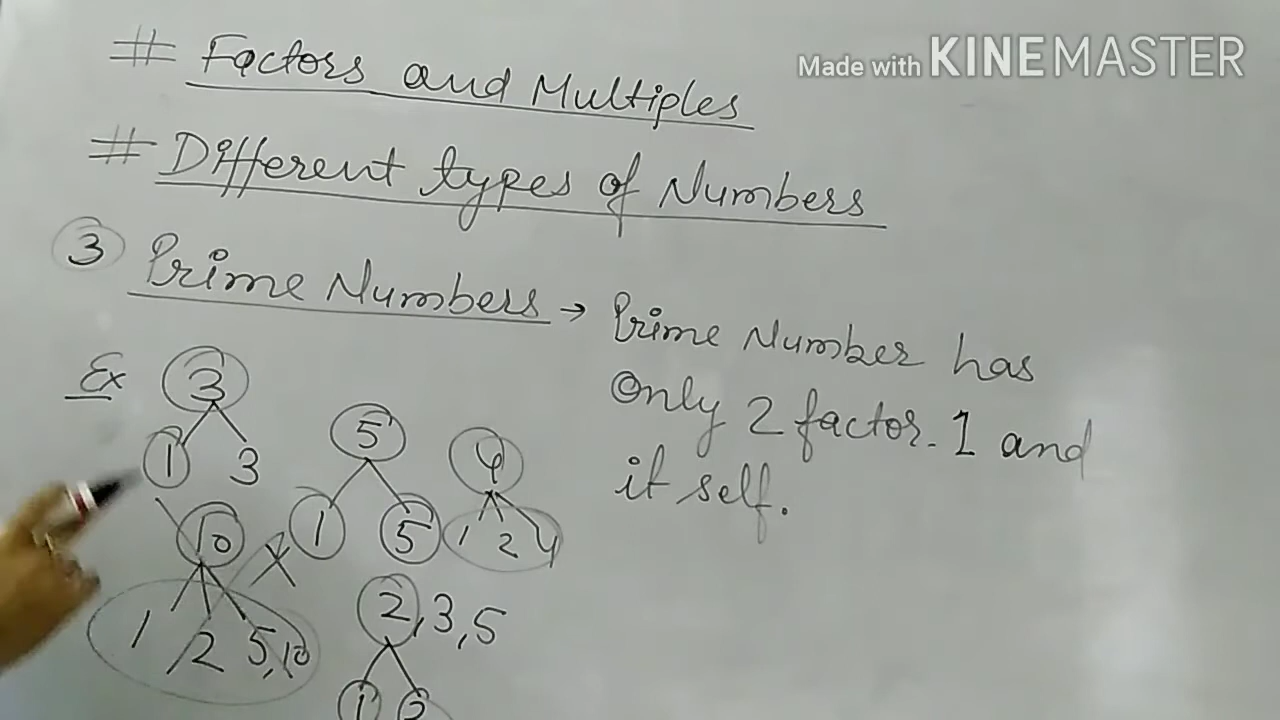 Made with KINEMASTER
# Factors and Multiples
# Different types of Numbers
3 Prime Numbers → Prime Number has
Only 2 factor. 1 and
it self.
Ex 3
1 3
5
1 5
4
1 2 4
10 X
1 2 5, 10
2, 3, 5
1 2